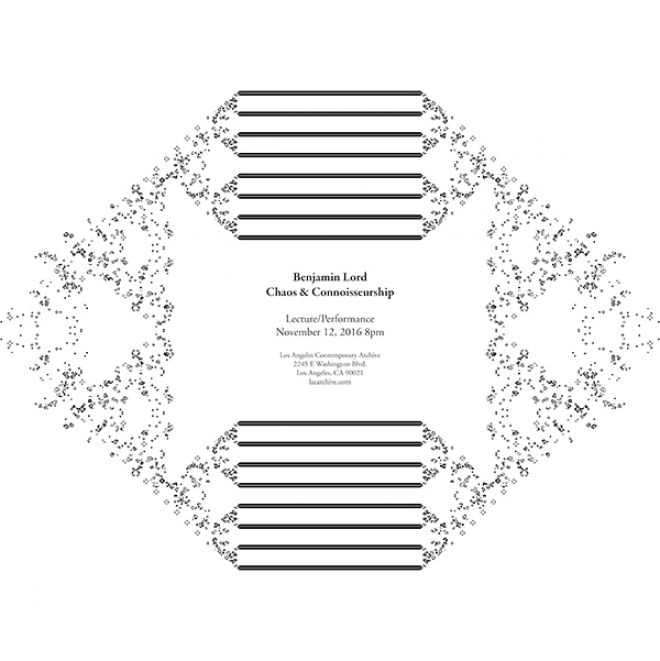 Benjamin Lord
Chaos & Connoisseurship
Lecture/Performance
November 12, 2016 8pm
Los Angeles Contemporary Archive
2245 E Washington Blvd.
Los Angeles, CA 90021
lacarchive.com